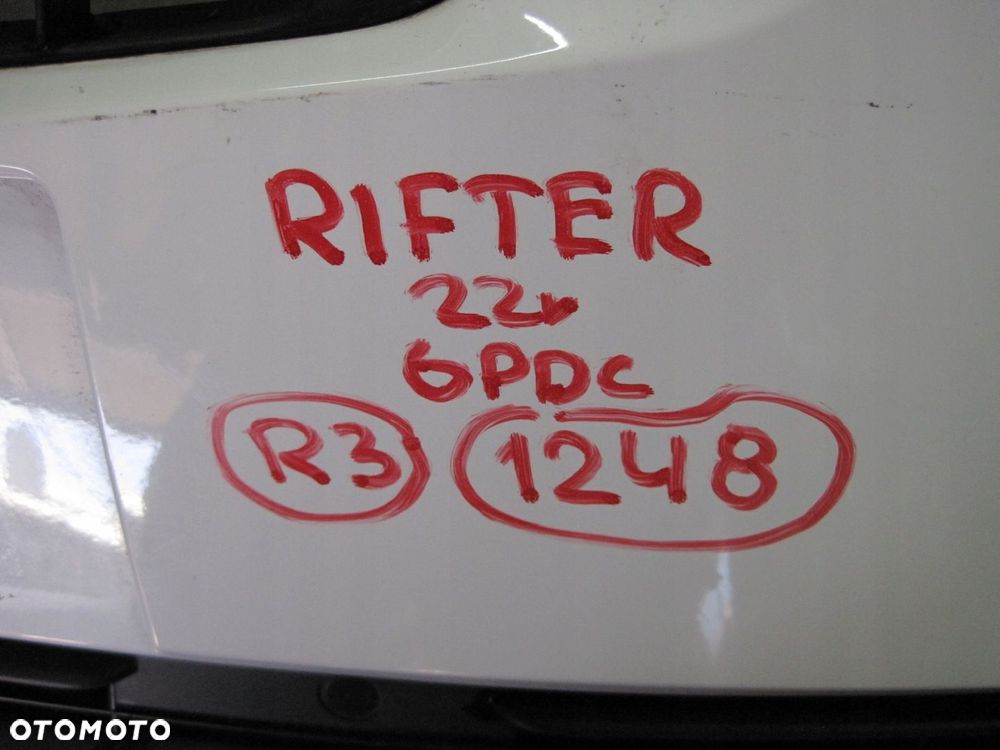 RIFTER
22r
6PDC
R3 1248
OTOMOTO